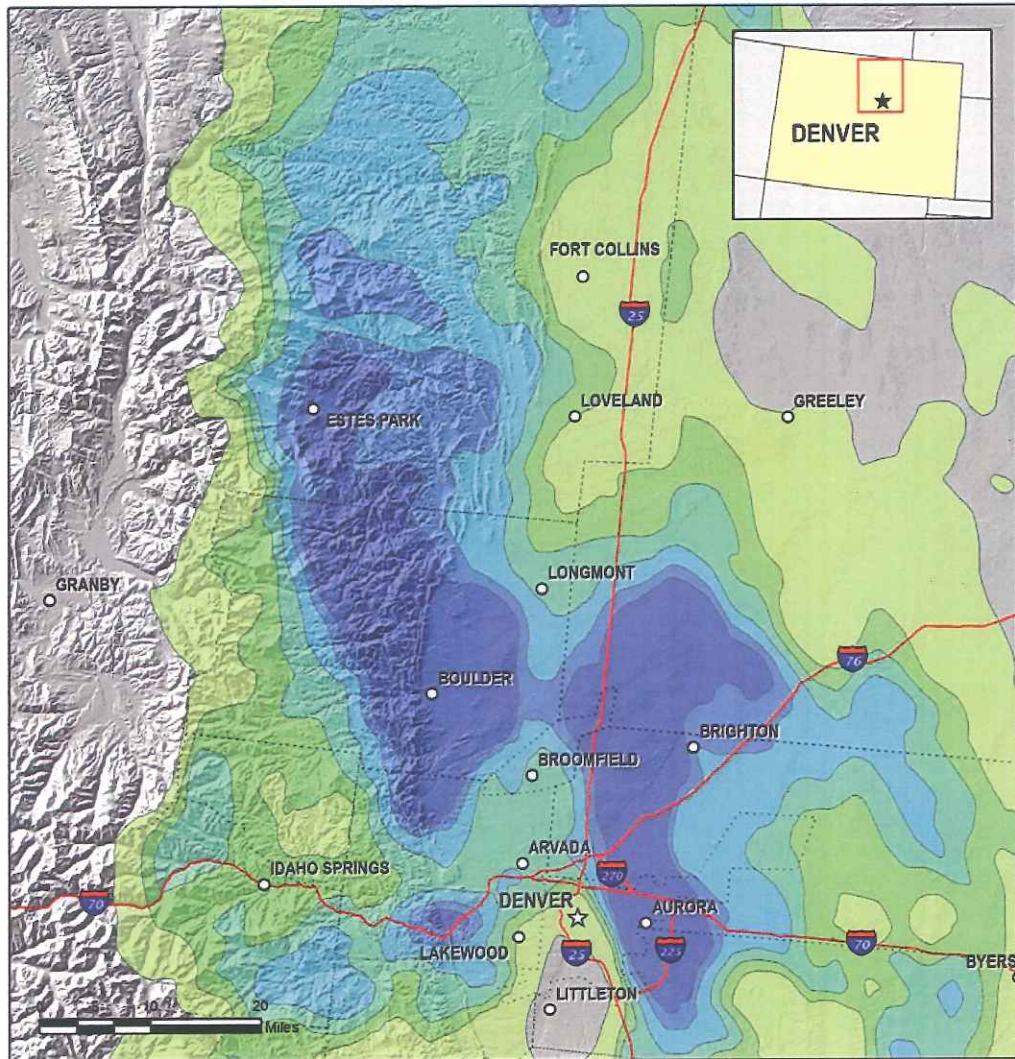 DENVER
FORT COLLINS
25
LOVELAND
GREELEY
ESTES PARK
LONGMONT
GRANBY
76
BOULDER
BRIGHTON
BROOMFIELD
ARVADA
IDAHO SPRINGS
270
70
DENVER
AURORA
LAKEWOOD
25
225
70
BYERS
LITTLETON
10
20
Miles